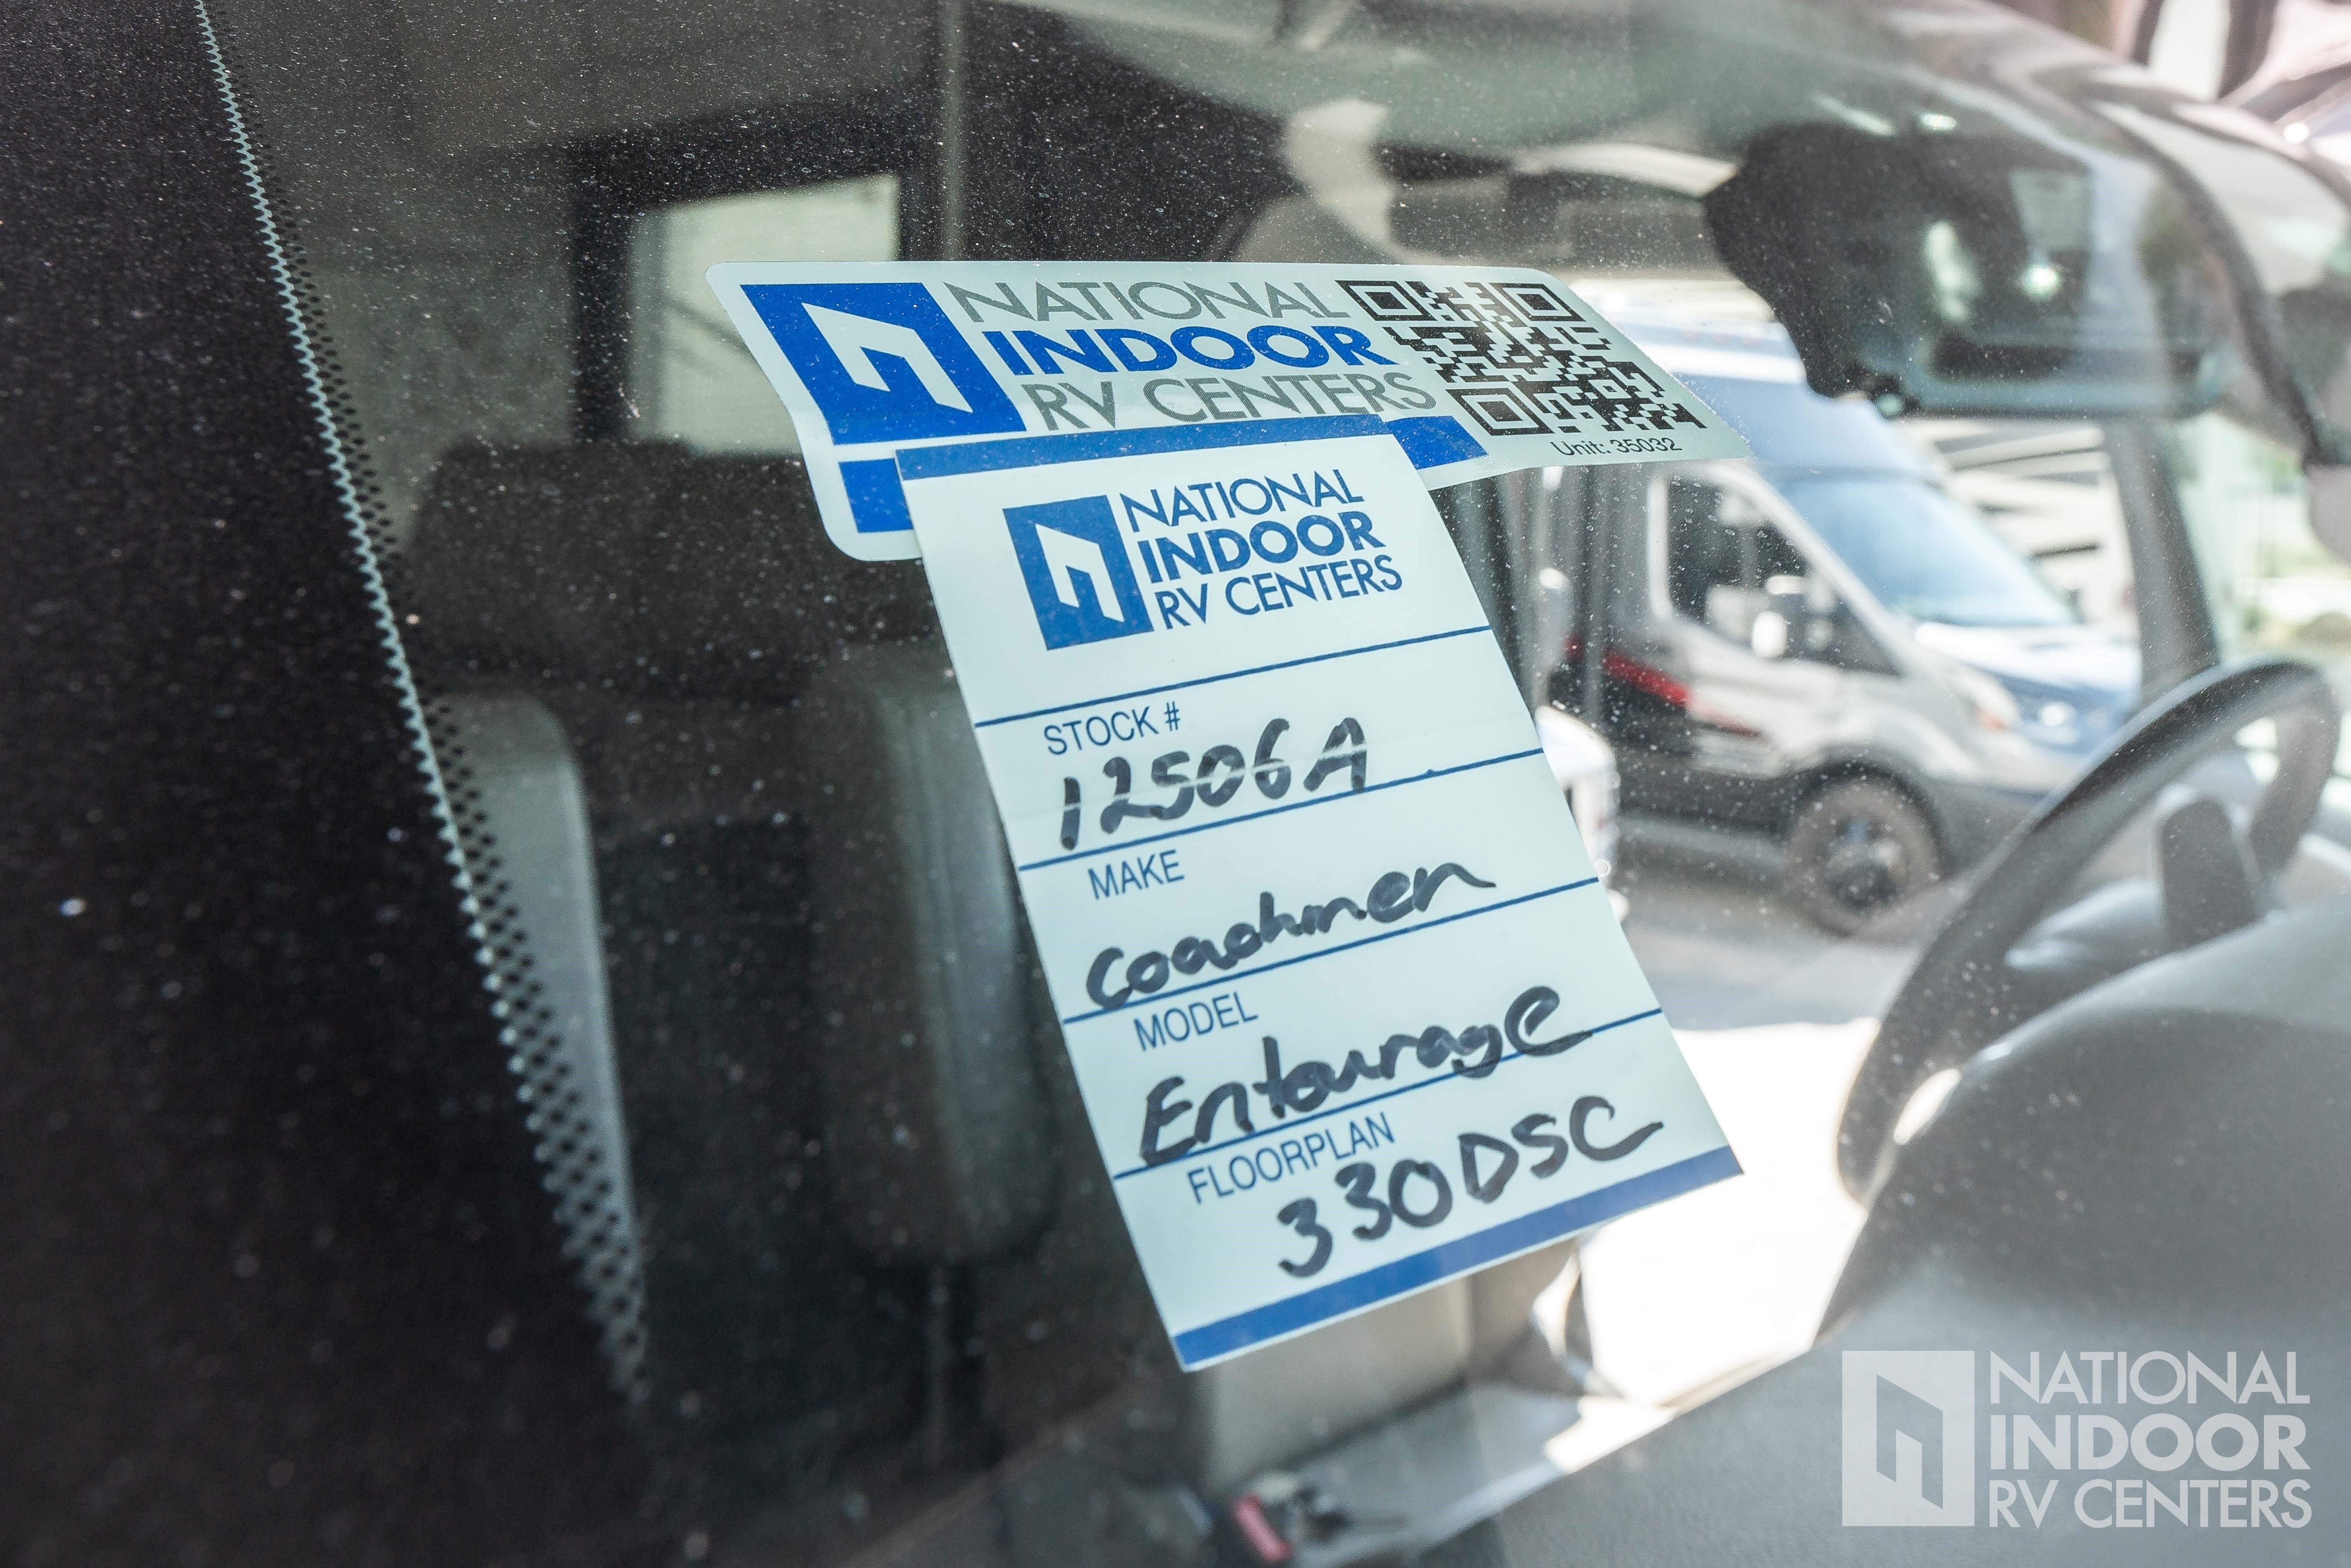 NATIONAL
INDOOR
RV CENTERS
Unit: 35032
NATIONAL
INDOOR
RV CENTERS
STOCK #
12506A
MAKE
Coachmen
MODEL
Entourage
FLOORPLAN
330DSC
NATIONAL
INDOOR
RV CENTERS